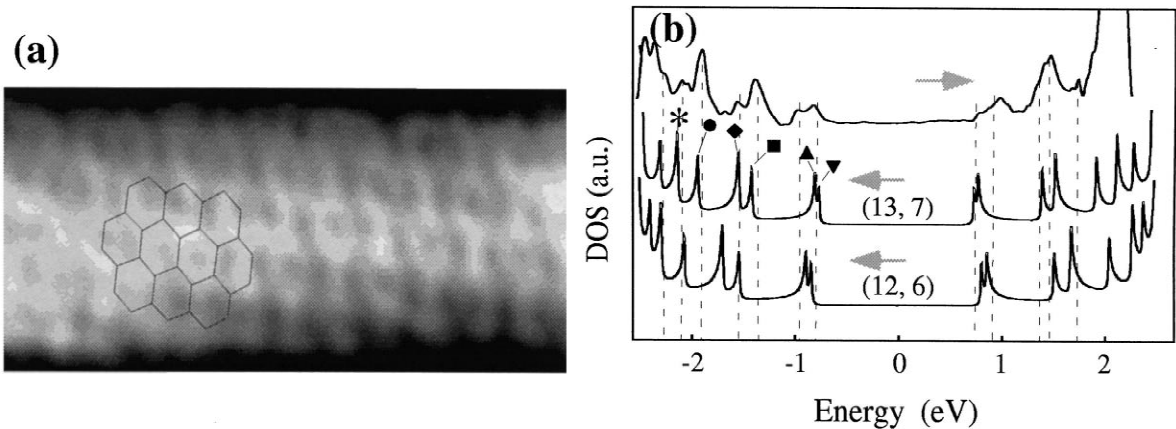 (a)
(b)
DOS (a.u.)
(13, 7)
(12, 6)
-2 -1 0 1 2
Energy (eV)